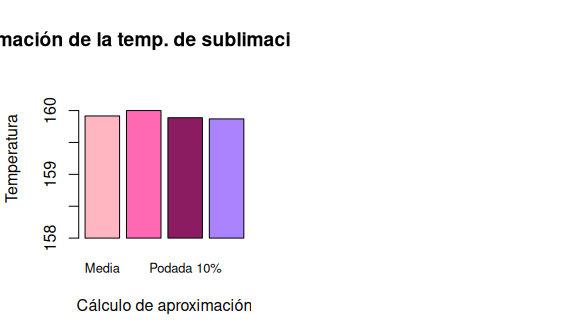 mación de la temp. de sublimaci
Temperatura
160
159
158
Media Podada 10%
Cálculo de aproximación